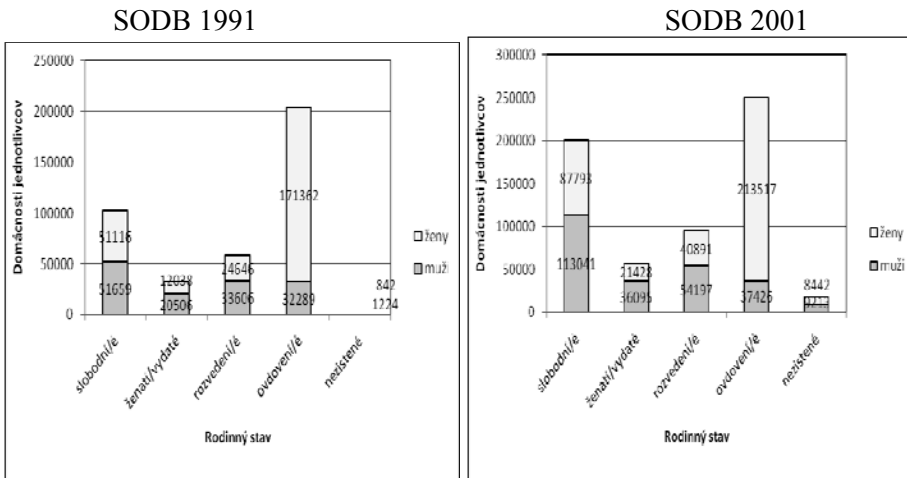 SODB 1991
SODB 2001
Domácnosti jednotlivcov
250000
200000
150000
100000
50000
0
51116
51659
12038
20506
24646
33606
171362
32289
842
1224
slobodní/é
ženatí/vydaté
rozvedení/é
ovdovení/é
nezistené
Rodinný stav
ženy
muži
Domácnosti jednotlivcov
300000
250000
200000
150000
100000
50000
0
87793
113041
21428
36095
40891
54197
213517
37426
8442
slobodní/é
ženatí/vydaté
rozvedení/é
ovdovení/é
nezistené
Rodinný stav
ženy
muži